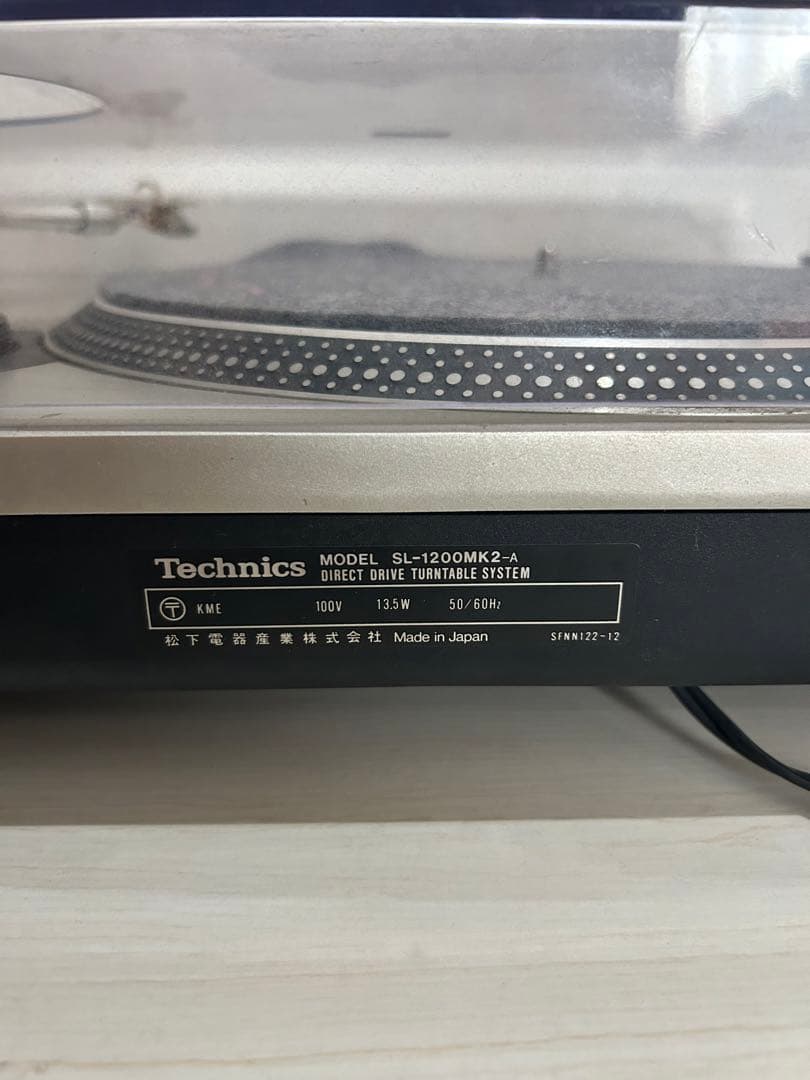 Technics MODEL SL-1200MK2-A
DIRECT DRIVE TURNTABLE SYSTEM
〒 KME 100V 13.5W 50/60Hz
松下電器産業株式会社 Made in Japan SFNN122-12